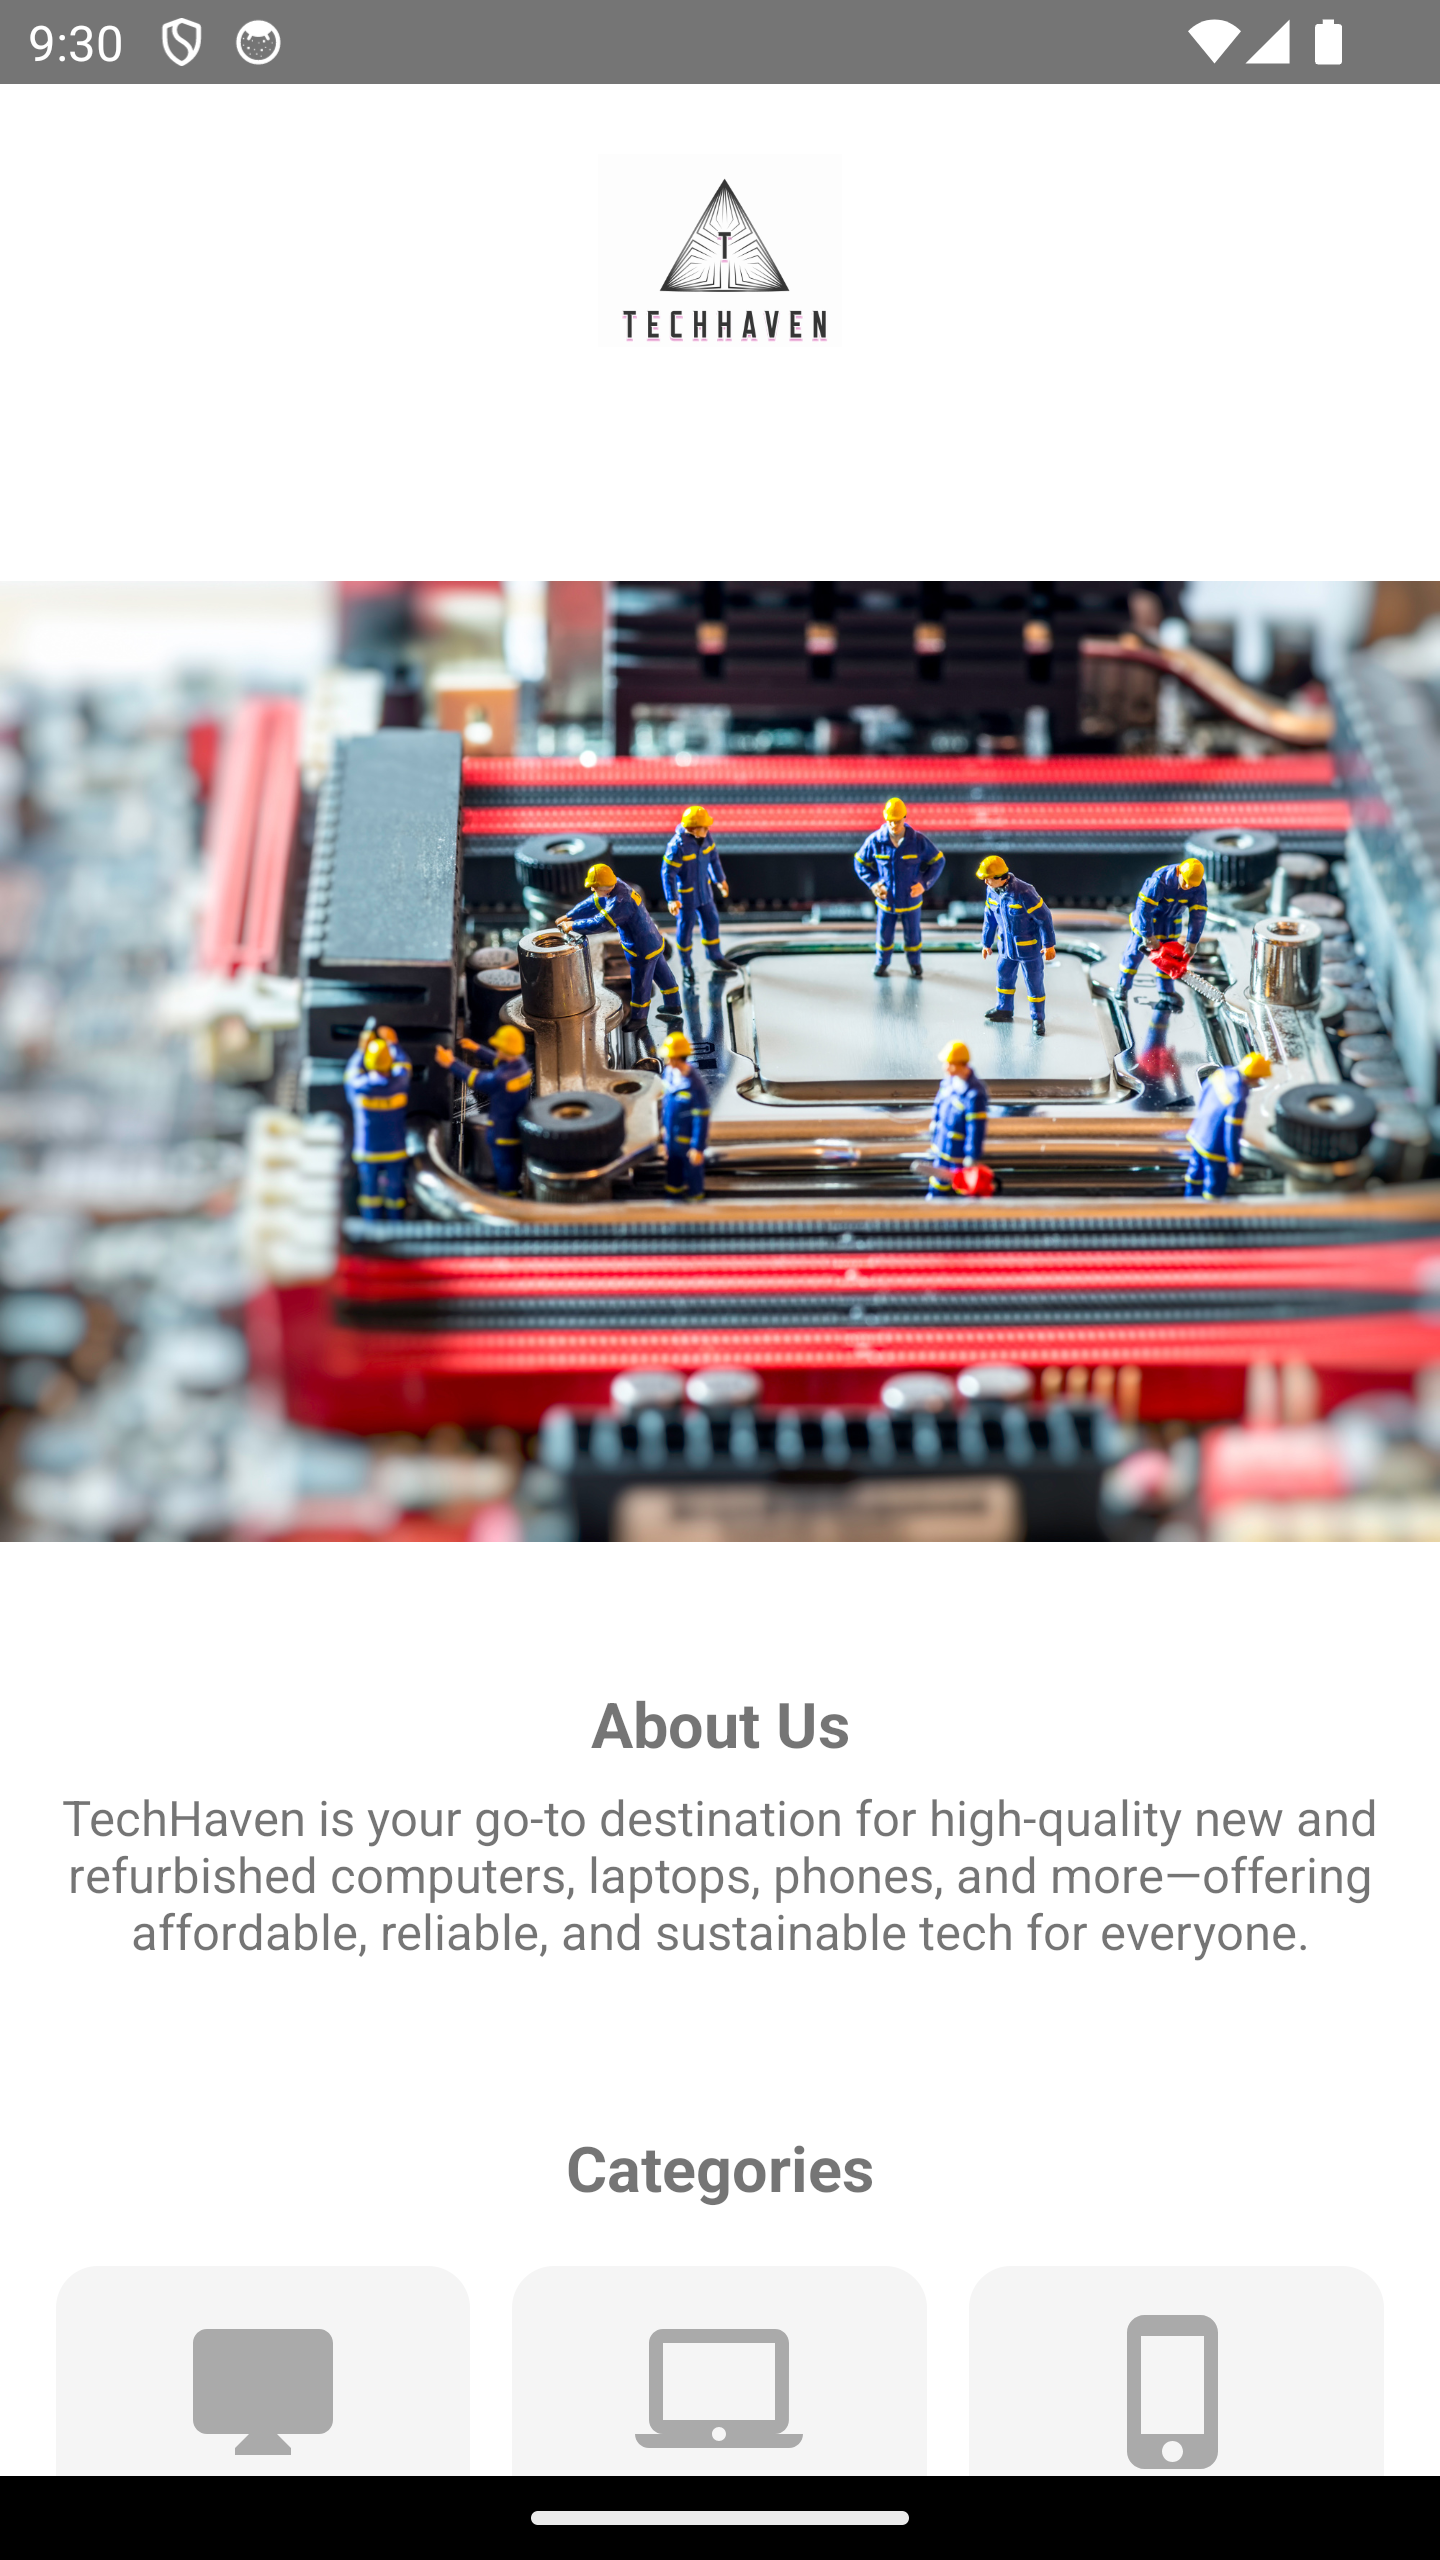 9:30
T
TECHHAVEN
About Us
TechHaven is your go-to destination for high-quality new and
refurbished computers, laptops, phones, and more—offering
affordable, reliable, and sustainable tech for everyone.
Categories